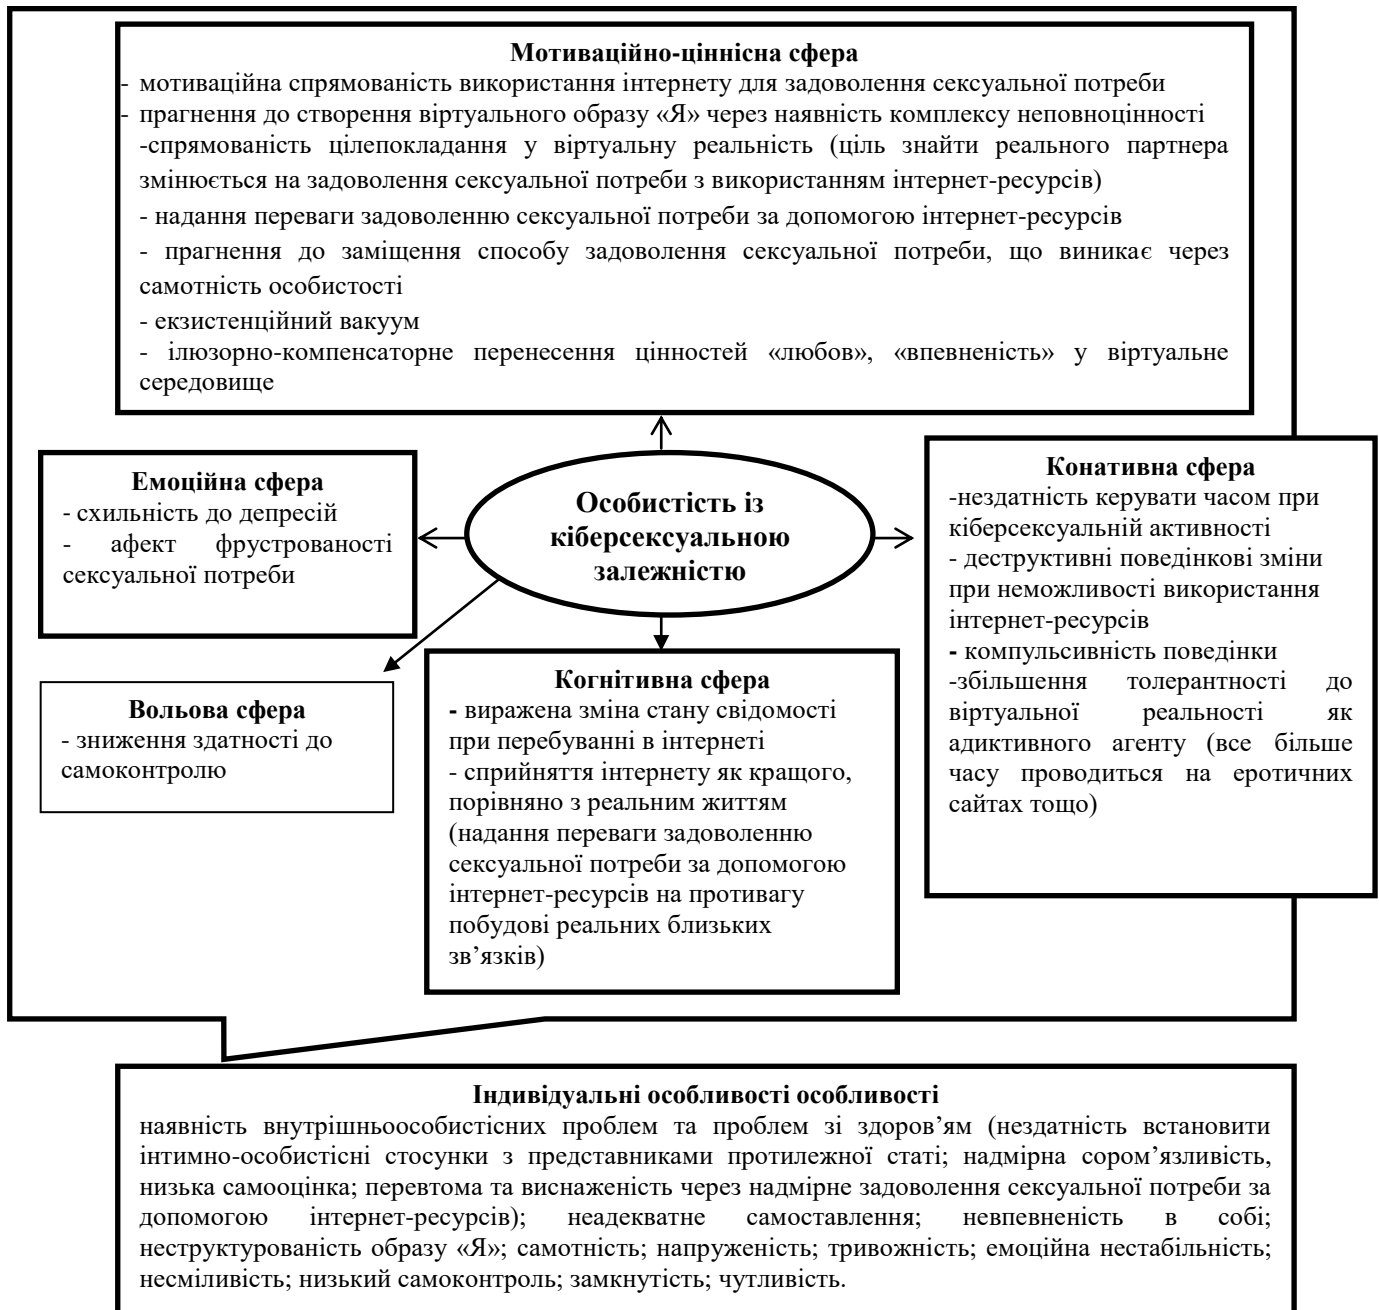 Мотиваційно-ціннісна сфера
- мотиваційна спрямованість використання інтернету для задоволення сексуальної потреби
- прагнення до створення віртуального образу «Я» через наявність комплексу неповноцінності
-спрямованість цілепокладання у віртуальну реальність (ціль знайти реального партнера
змінюється на задоволення сексуальної потреби з використанням інтернет-ресурсів)
- надання переваги задоволенню сексуальної потреби за допомогою інтернет-ресурсів
- прагнення до заміщення способу задоволення сексуальної потреби, що виникає через
самотність особистості
- екзистенційний вакуум
- ілюзорно-компенсаторне перенесення цінностей «любов», «впевненість» у віртуальне
середовище
Емоційна сфера
- схильність до депресій
- афект фрустрованості
сексуальної потреби
Особистість із
кіберсексуальною
залежністю
Конативна сфера
-нездатність керувати часом при
кіберсексуальній активності
- деструктивні поведінкові зміни
при неможливості використання
інтернет-ресурсів
- компульсивність поведінки
-збільшення толерантності до
віртуальної реальності як
адиктивного агенту (все більше
часу проводиться на еротичних
сайтах тощо)
Вольова сфера
- зниження здатності до
самоконтролю
Когнітивна сфера
- виражена зміна стану свідомості
при перебуванні в інтернеті
- сприйняття інтернету як кращого,
порівняно з реальним життям
(надання переваги задоволенню
сексуальної потреби за допомогою
інтернет-ресурсів на противагу
побудові реальних близьких
зв’язків)
Індивідуальні особливості особливості
наявність внутрішньоособистісних проблем та проблем зі здоров’ям (нездатність встановити
інтимно-особистісні стосунки з представниками протилежної статі; надмірна сором’язливість,
низька самооцінка; перевтома та виснаженість через надмірне задоволення сексуальної потреби за
допомогою інтернет-ресурсів); неадекватне самоставлення; невпевненість в собі;
неструктурованість образу «Я»; самотність; напруженість; тривожність; емоційна нестабільність;
несміливість; низький самоконтроль; замкнутість; чутливість.